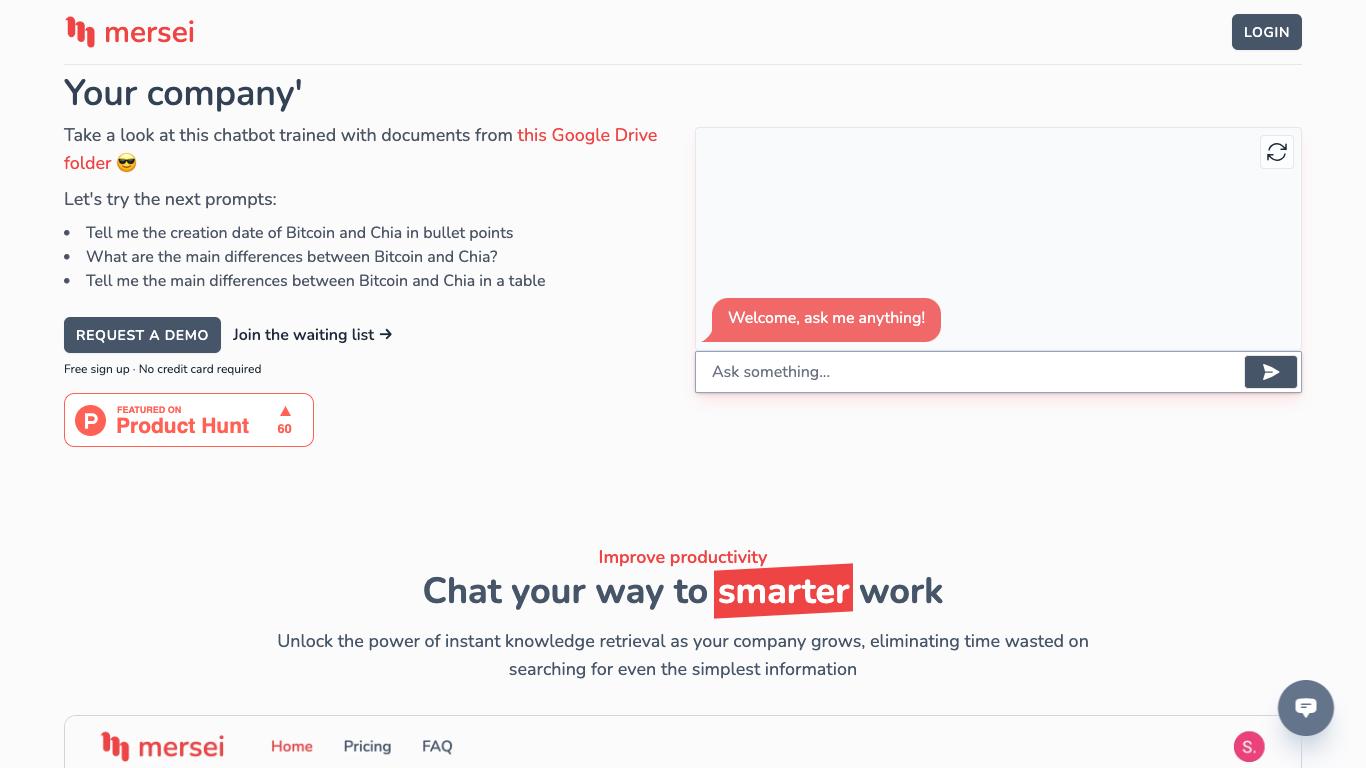 mersei
LOGIN
Your company'
Take a look at this chatbot trained with documents from this Google Drive
folder 😎
Let's try the next prompts:
• Tell me the creation date of Bitcoin and Chia in bullet points
• What are the main differences between Bitcoin and Chia?
• Tell me the main differences between Bitcoin and Chia in a table
REQUEST A DEMO Join the waiting list →
Free sign up · No credit card required
P FEATURED ON
Product Hunt
▲
60
Welcome, ask me anything!
Ask something...
Improve productivity
Chat your way to smarter work
Unlock the power of instant knowledge retrieval as your company grows, eliminating time wasted on
searching for even the simplest information
mersei Home Pricing FAQ S.